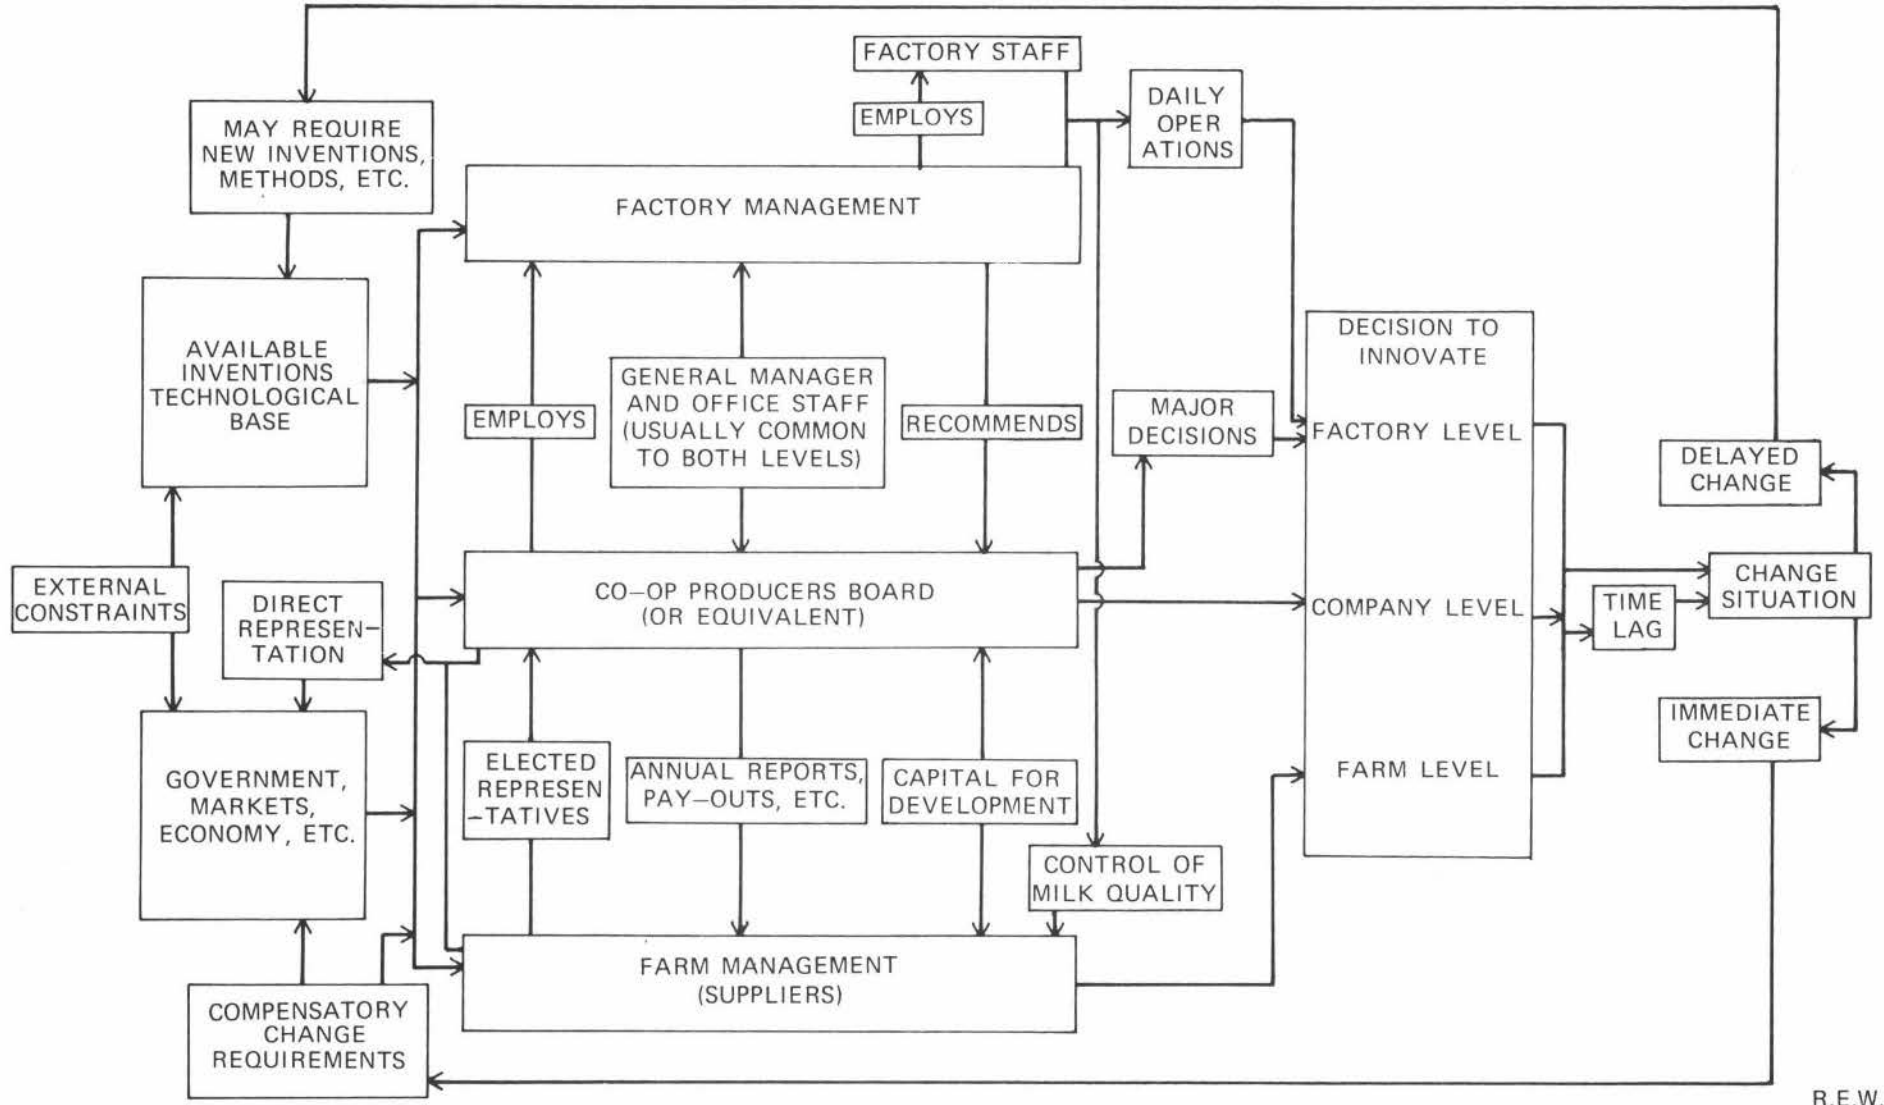 FACTORY STAFF
EMPLOYS
DAILY
OPER
ATIONS
MAY REQUIRE
NEW INVENTIONS,
METHODS, ETC.
FACTORY MANAGEMENT
AVAILABLE
INVENTIONS
TECHNOLOGICAL
BASE
EMPLOYS
GENERAL MANAGER
AND OFFICE STAFF
(USUALLY COMMON
TO BOTH LEVELS)
RECOMMENDS
MAJOR
DECISIONS
DECISION TO
INNOVATE
FACTORY LEVEL
COMPANY LEVEL
FARM LEVEL
DELAYED
CHANGE
EXTERNAL
CONSTRAINTS
DIRECT
REPRESEN–
TATION
CO–OP PRODUCERS BOARD
(OR EQUIVALENT)
TIME
LAG
CHANGE
SITUATION
IMMEDIATE
CHANGE
GOVERNMENT,
MARKETS,
ECONOMY, ETC.
ELECTED
REPRESEN
–TATIVES
ANNUAL REPORTS,
PAY–OUTS, ETC.
CAPITAL FOR
DEVELOPMENT
CONTROL OF
MILK QUALITY
FARM MANAGEMENT
(SUPPLIERS)
COMPENSATORY
CHANGE
REQUIREMENTS
R.E.W.